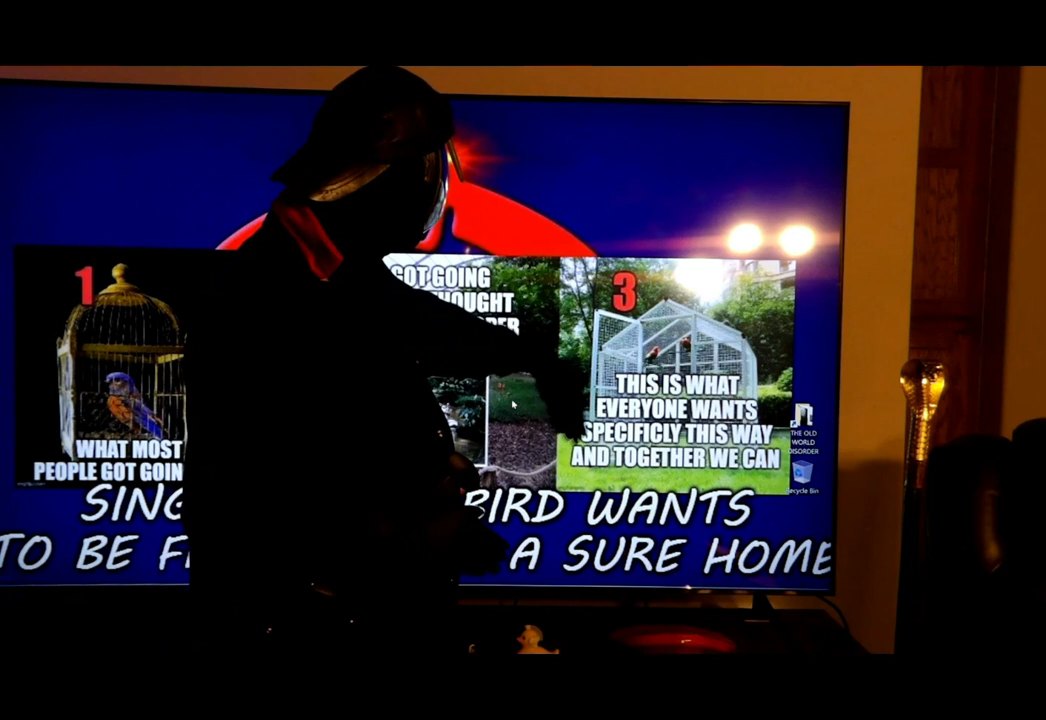 1
WHAT MOST
PEOPLE GOT GOIN
GOT GOING
THOUGHT
3
THIS IS WHAT
EVERYONE WANTS
SPECIFICLY THIS WAY
AND TOGETHER WE CAN
THE OLD
WORLD
DISORDER
Recycle Bin
SING
BIRD WANTS
TO BE F
A SURE HOME